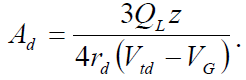 A_d = \frac{3Q_L z}{4r_d (V_{td} - V_G)}.